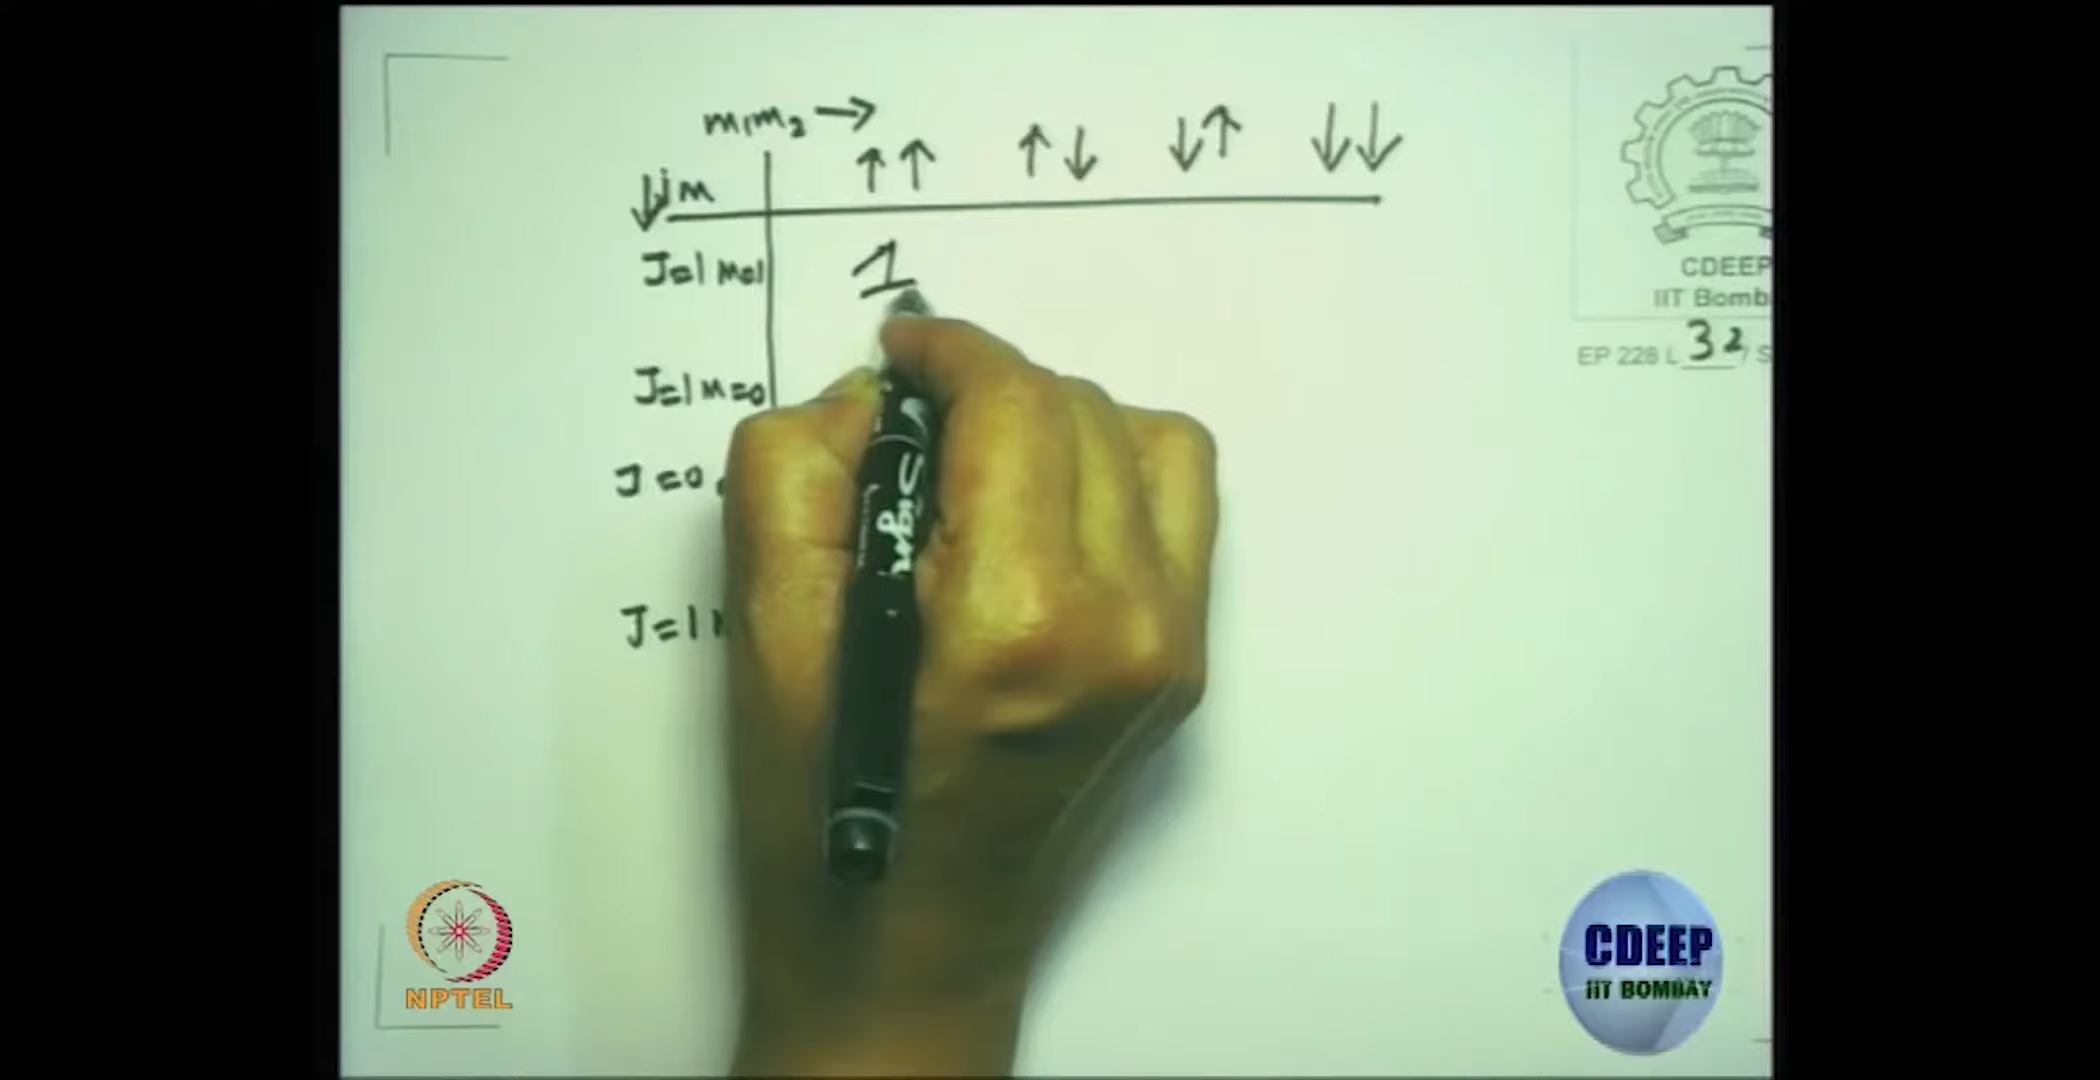 m1m2 → ↑↑ ↑↓ ↓↑ ↓↓
↓jm
J=1 M=1 1
J=1 M=0
J=0
J=1
Sign
CDEEP
IIT Bomb
EP 228 L 32 / S
NPTEL
CDEEP
IIT BOMBAY